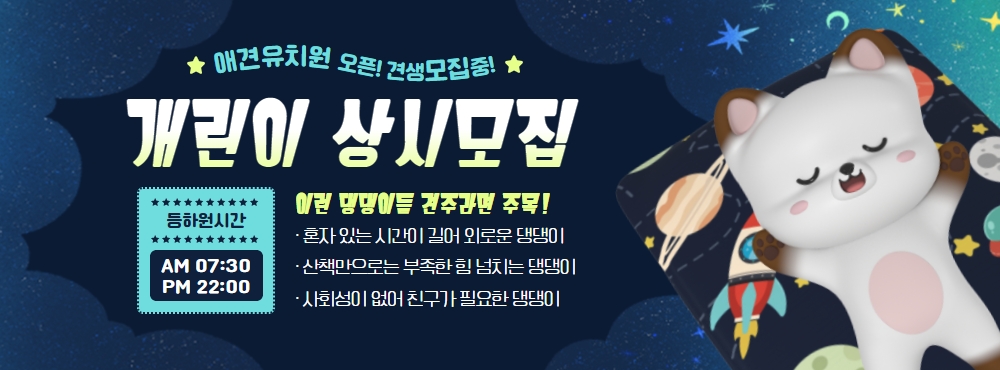 애견유치원 오픈! 견생모집중!
개린이 상시모집
등하원시간
AM 07:30
PM 22:00
이런 댕댕이들 견주라면 주목!
· 혼자 있는 시간이 길어 외로운 댕댕이
· 산책만으로는 부족한 힘 넘치는 댕댕이
· 사회성이 없어 친구가 필요한 댕댕이